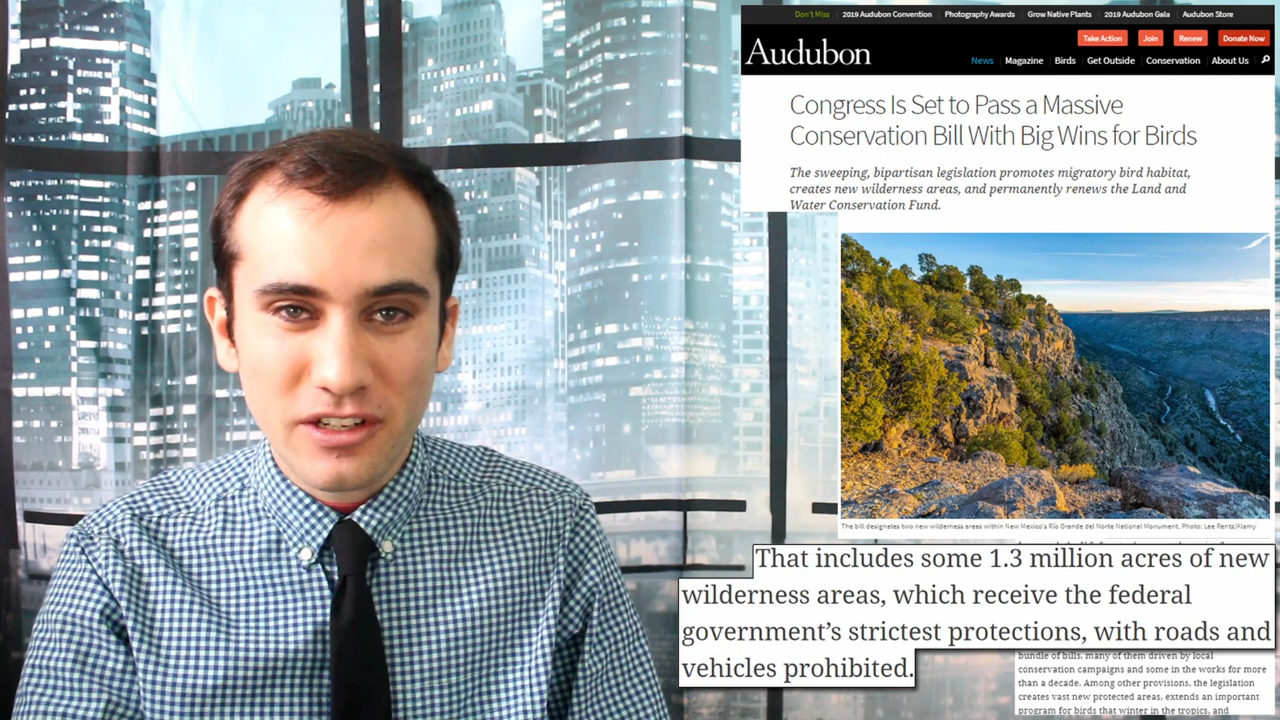 Don't Miss 2019 Audubon Convention Photography Awards Grow Native Plants 2019 Audubon Gala Audubon Store
Take Action Join Renew Donate Now
Audubon
News Magazine Birds Get Outside Conservation About Us
Congress Is Set to Pass a Massive
Conservation Bill With Big Wins for Birds
The sweeping, bipartisan legislation promotes migratory bird habitat,
creates new wilderness areas, and permanently renews the Land and
Water Conservation Fund.
The bill designates two new wilderness areas within New Mexico's Río Grande del Norte National Monument. Photo: Lee Rentz/Alamy
That includes some 1.3 million acres of new
wilderness areas, which receive the federal
government's strictest protections, with roads and
vehicles prohibited.
bundle of bills, many of them driven by local
conservation campaigns and some in the works for more
than a decade. Among other provisions, the legislation
creates vast new protected areas, extends an important
program for birds that winter in the tropics, and